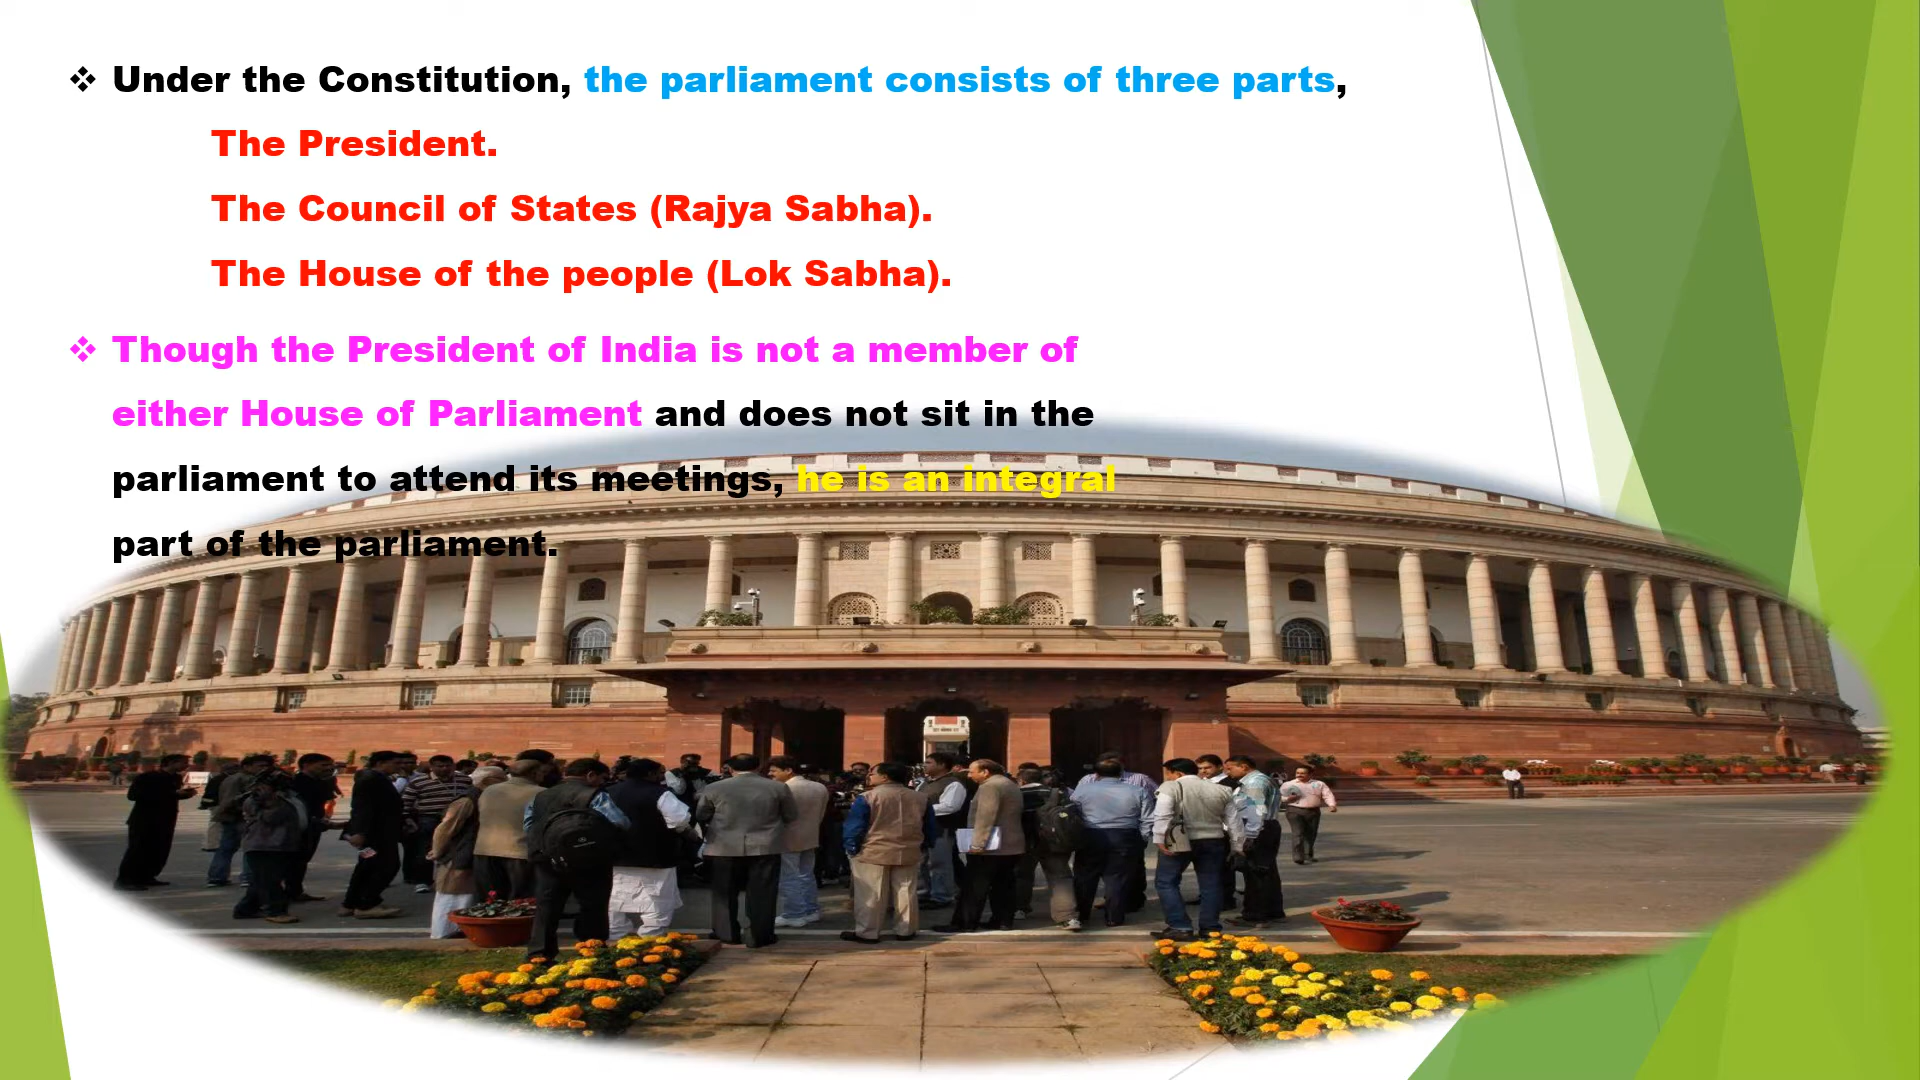 ❖ Under the Constitution, the parliament consists of three parts,
The President.
The Council of States (Rajya Sabha).
The House of the people (Lok Sabha).
❖ Though the President of India is not a member of
either House of Parliament and does not sit in the
parliament to attend its meetings, he is an integral
part of the parliament.